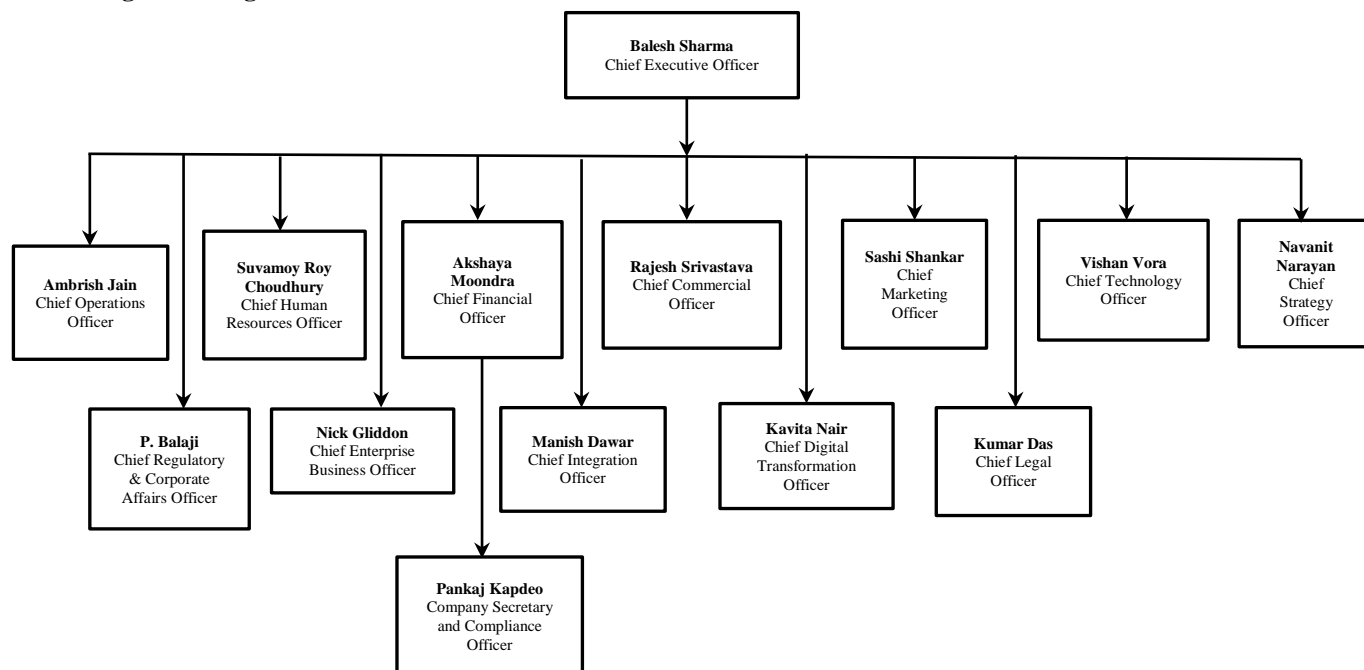 Balesh Sharma
Chief Executive Officer
Ambrish Jain
Chief Operations
Officer
Suvamoy Roy
Choudhury
Chief Human
Resources Officer
Akshaya
Moondra
Chief Financial
Officer
Rajesh Srivastava
Chief Commercial
Officer
Sashi Shankar
Chief
Marketing
Officer
Vishan Vora
Chief Technology
Officer
Navanit
Narayan
Chief
Strategy
Officer
P. Balaji
Chief Regulatory
& Corporate
Affairs Officer
Nick Gliddon
Chief Enterprise
Business Officer
Manish Dawar
Chief Integration
Officer
Kavita Nair
Chief Digital
Transformation
Officer
Kumar Das
Chief Legal
Officer
Pankaj Kapdeo
Company Secretary
and Compliance
Officer